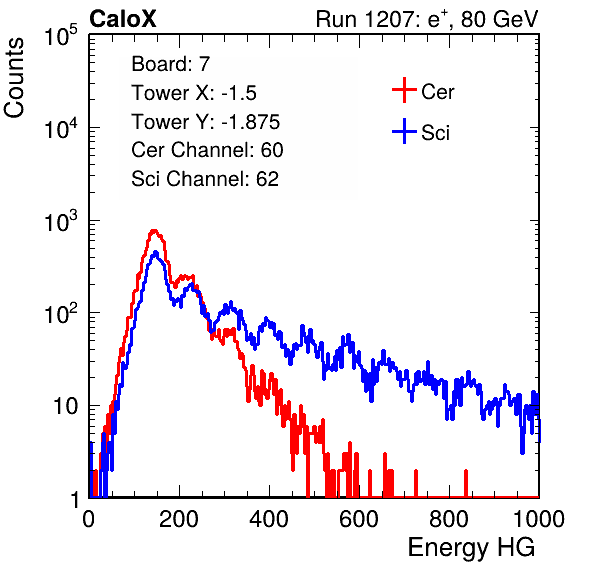 CaloX Run 1207: e⁺, 80 GeV
Counts
Board: 7
Tower X: -1.5
Tower Y: -1.875
Cer Channel: 60
Sci Channel: 62
Cer
Sci
10⁵
10⁴
10³
10²
10
1
0 200 400 600 800 1000
Energy HG